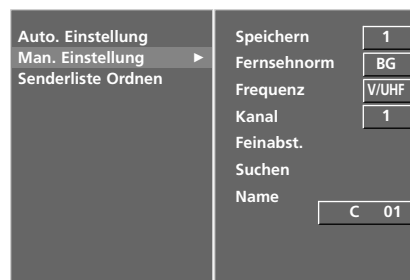 Auto. Einstellung
Man. Einstellung ►
Senderliste Ordnen
Speichern 1
Fernsehnorm BG
Frequenz V/UHF
Kanal 1
Feinabst.
Suchen
Name
C 01